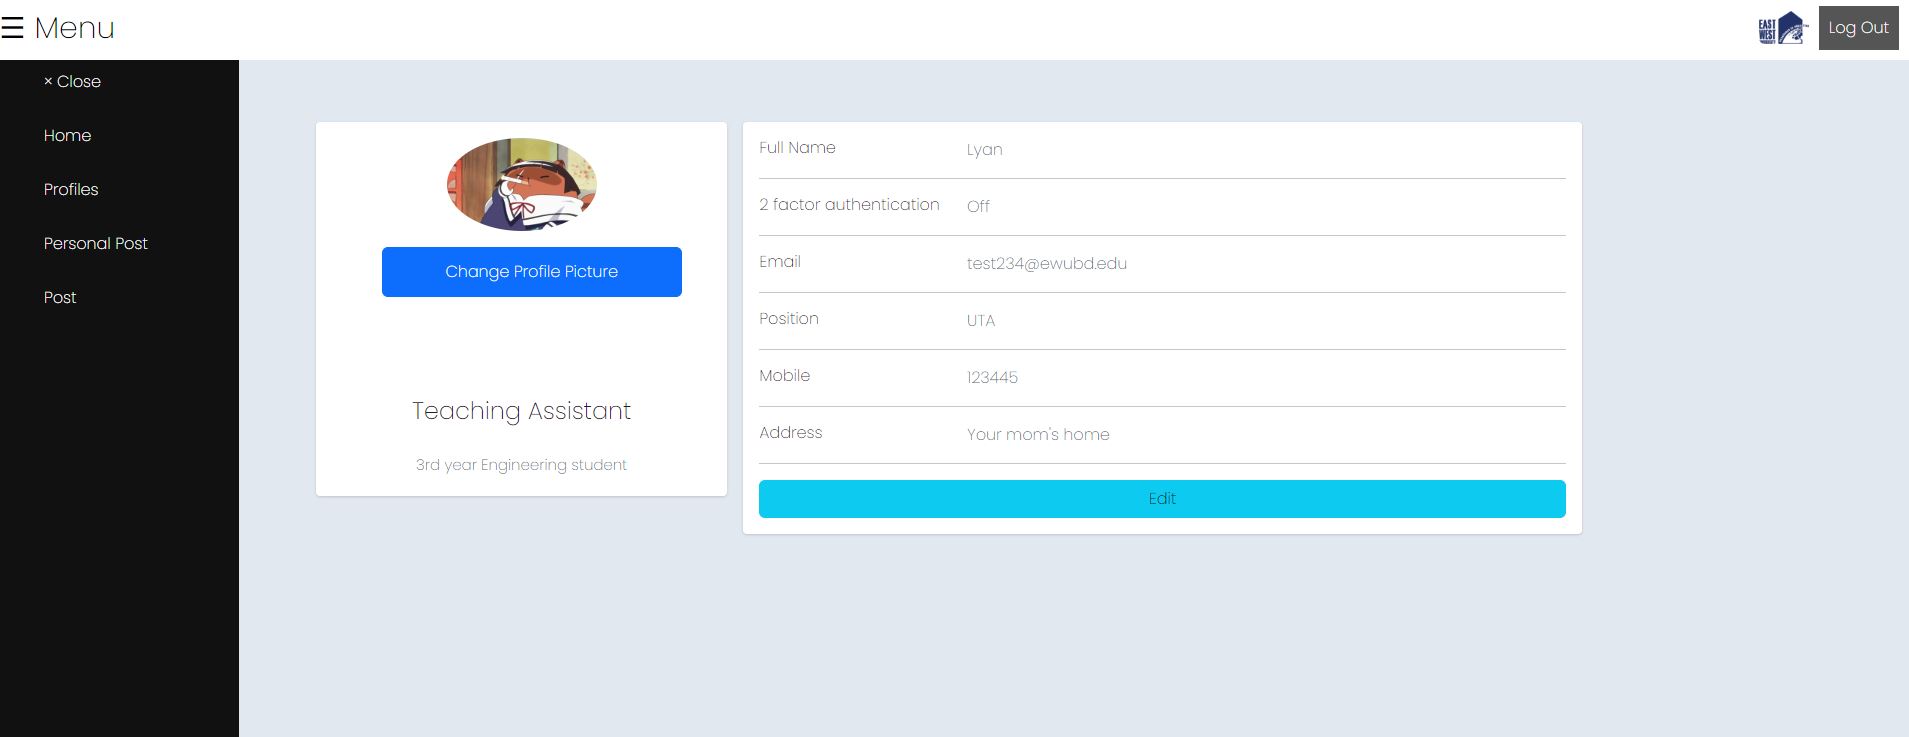 ☰ Menu
EAST
WEST
UNIVERSITY
Log Out
× Close
Home
Profiles
Personal Post
Post
Change Profile Picture
Teaching Assistant
3rd year Engineering student
Full Name Lyan
2 factor authentication Off
Email test234@ewubd.edu
Position UTA
Mobile 123445
Address Your mom's home
Edit